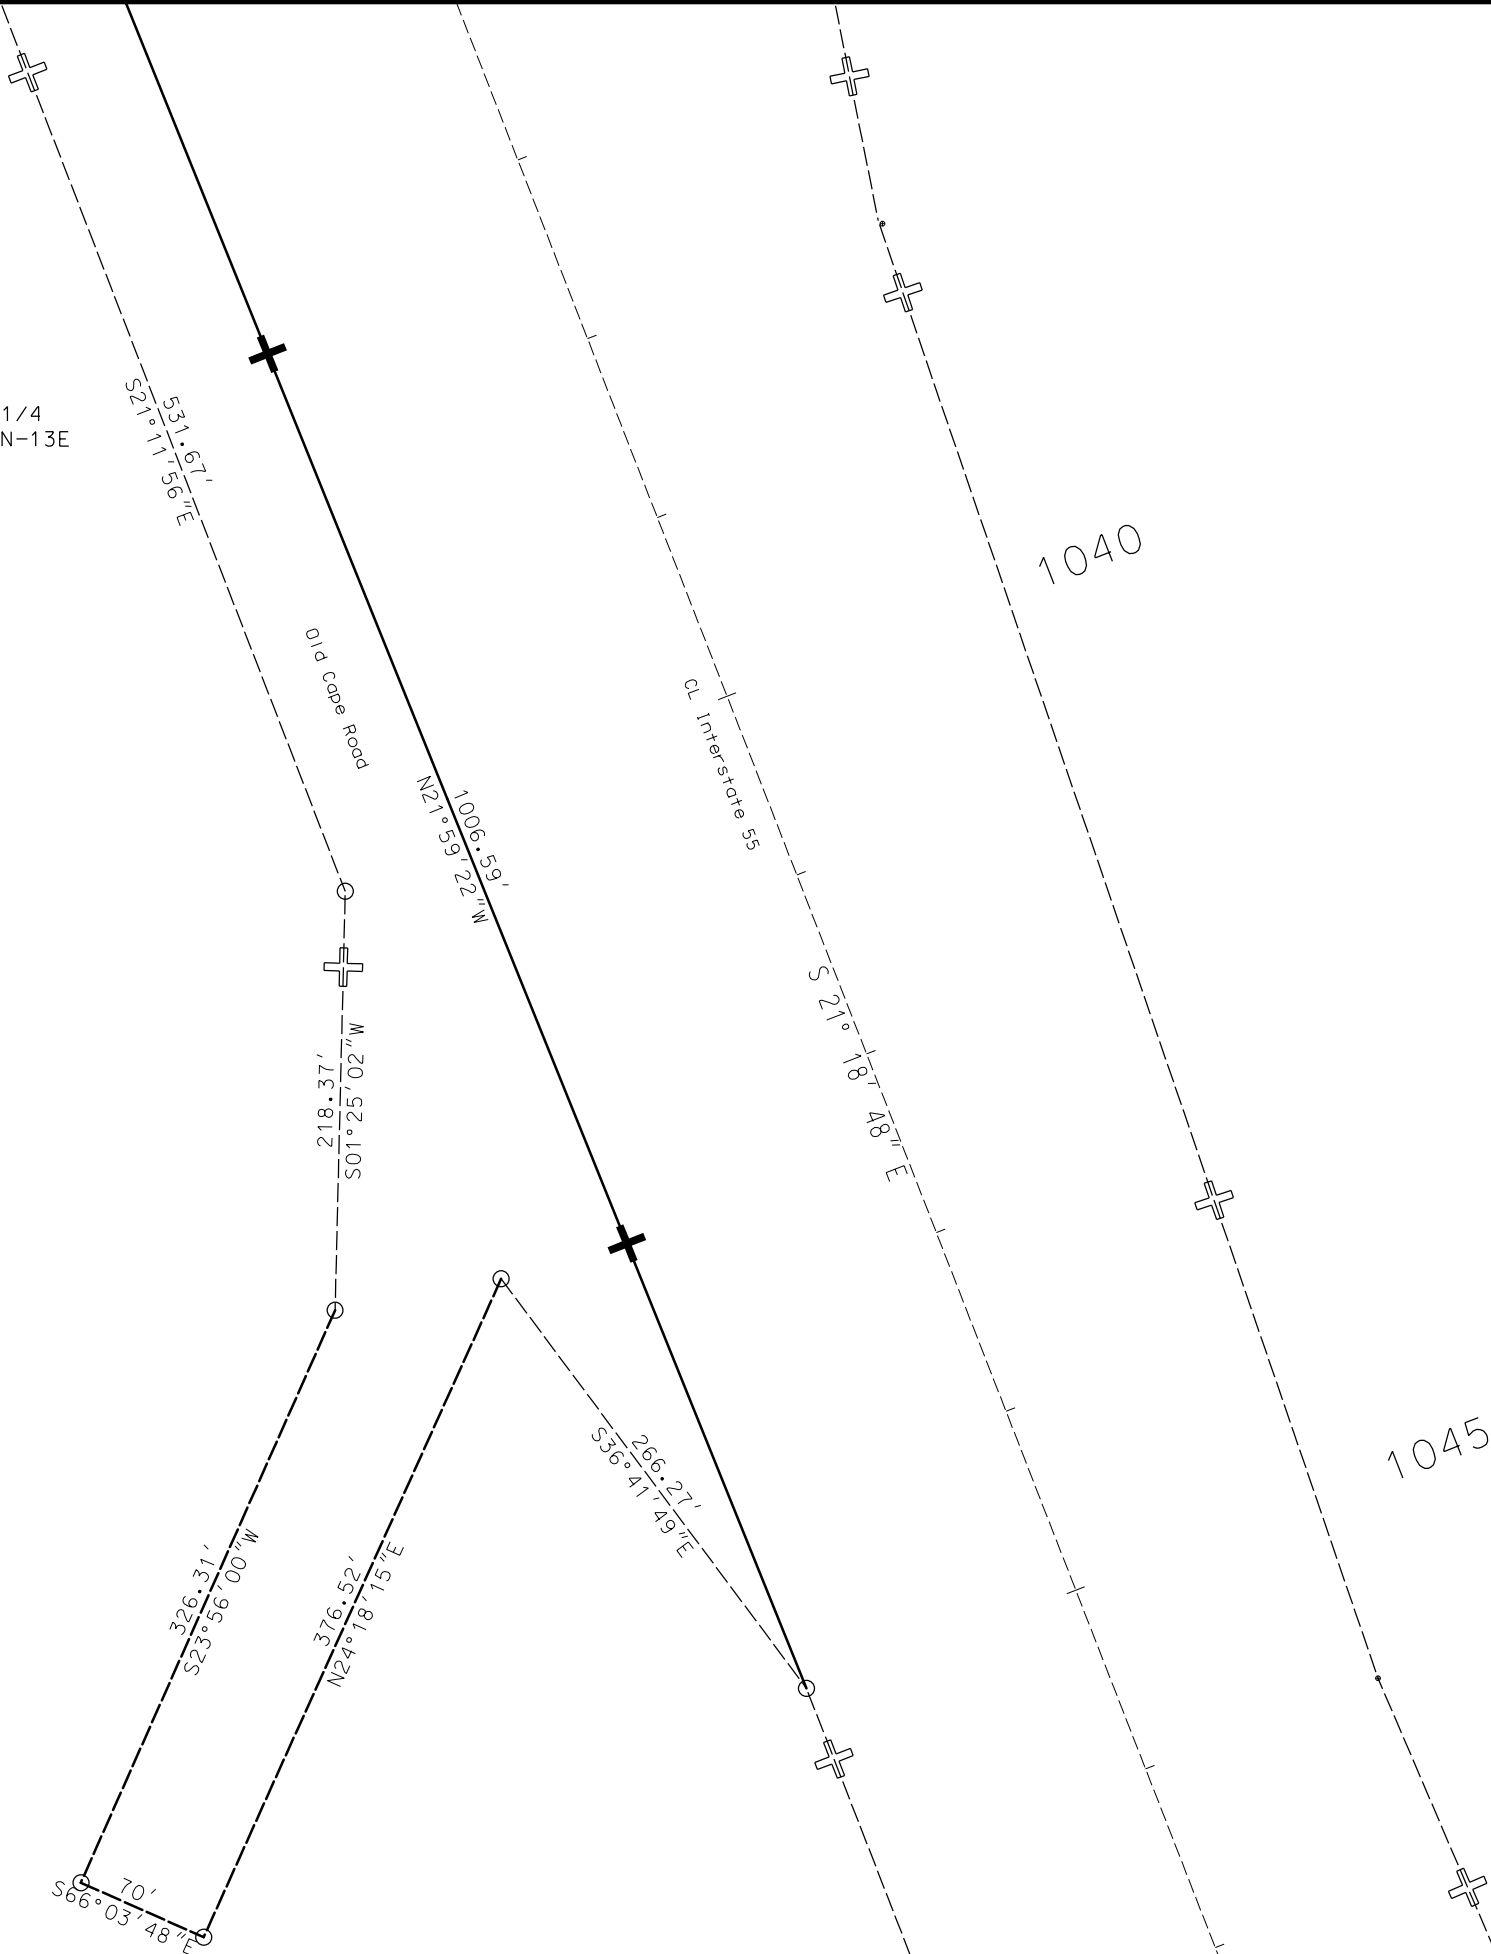 1/4
N-13E
531.67'
S21°11'56"E
1040
Old Cape Road
CL Interstate 55
1006.59'
N21°59'22"W
S 21° 18' 48" E
218.37'
S01°25'02"W
1045
266.27'
S36°41'49"E
326.31'
S23°56'00"W
376.52'
N24°18'15"E
70'
S66°03'48"E